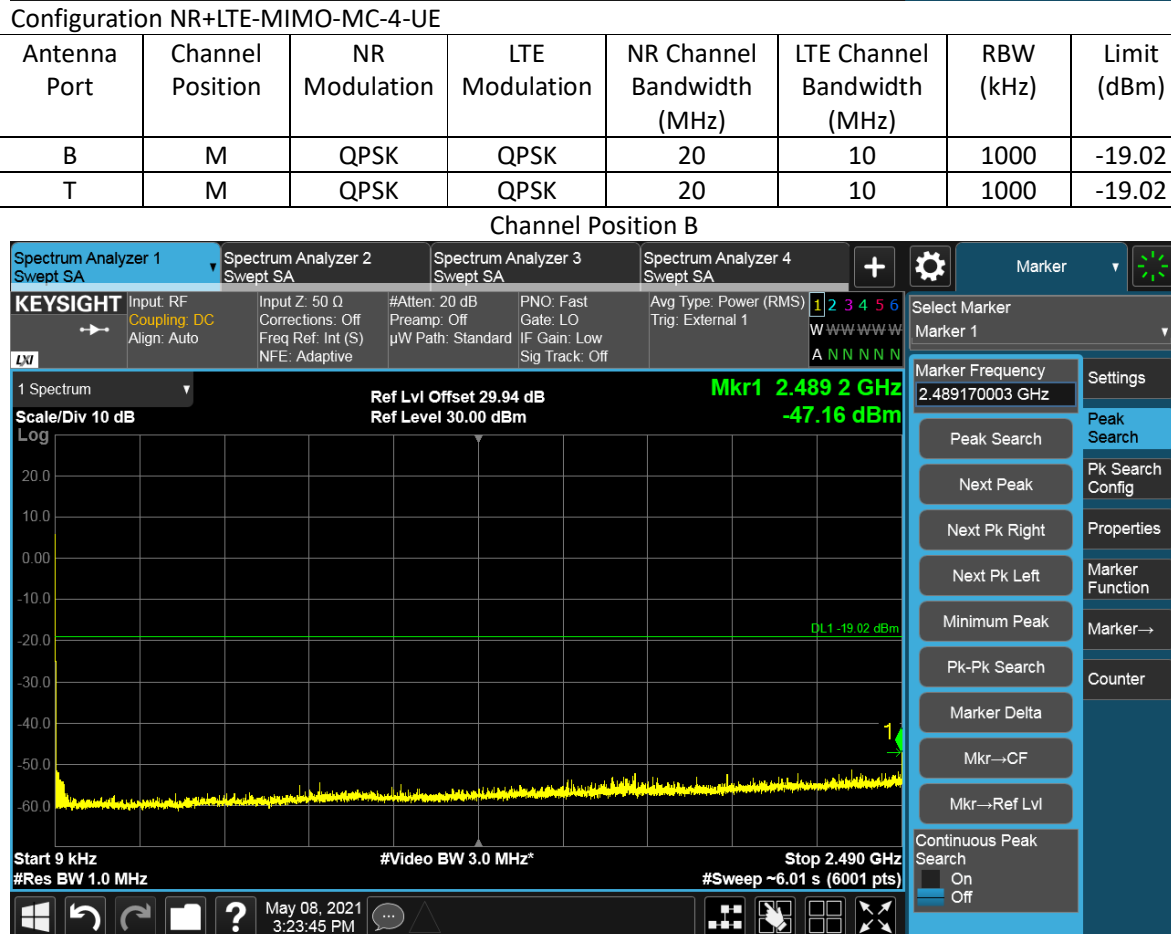 Configuration NR+LTE-MIMO-MC-4-UE
Antenna Port Channel Position NR Modulation LTE Modulation NR Channel Bandwidth (MHz) LTE Channel Bandwidth (MHz) RBW (kHz) Limit (dBm)
B M QPSK QPSK 20 10 1000 -19.02
T M QPSK QPSK 20 10 1000 -19.02
Channel Position B
Spectrum Analyzer 1
Swept SA
Spectrum Analyzer 2
Swept SA
Spectrum Analyzer 3
Swept SA
Spectrum Analyzer 4
Swept SA
+
Marker
KEYSIGHT
LXI
Input: RF
Coupling: DC
Align: Auto
Input Z: 50 Ω
Corrections: Off
Freq Ref: Int (S)
NFE: Adaptive
#Atten: 20 dB
Preamp: Off
µW Path: Standard
PNO: Fast
Gate: LO
IF Gain: Low
Sig Track: Off
Avg Type: Power (RMS)
Trig: External 1
1 2 3 4 5 6
W W W W W W
A N N N N N
Select Marker
Marker 1
1 Spectrum
Scale/Div 10 dB
Log
Ref Lvl Offset 29.94 dB
Ref Level 30.00 dBm
Mkr1 2.489 2 GHz
-47.16 dBm
20.0
10.0
0.00
-10.0
-20.0
-30.0
-40.0
-50.0
-60.0
DL1 -19.02 dBm
1
Start 9 kHz
#Res BW 1.0 MHz
#Video BW 3.0 MHz*
Stop 2.490 GHz
#Sweep ~6.01 s (6001 pts)
Marker Frequency
2.489170003 GHz
Peak Search
Next Peak
Next Pk Right
Next Pk Left
Minimum Peak
Pk-Pk Search
Marker Delta
Mkr→CF
Mkr→Ref Lvl
Continuous Peak
Search
On
Off
Settings
Peak
Search
Pk Search
Config
Properties
Marker
Function
Marker→
Counter
?
May 08, 2021
3:23:45 PM